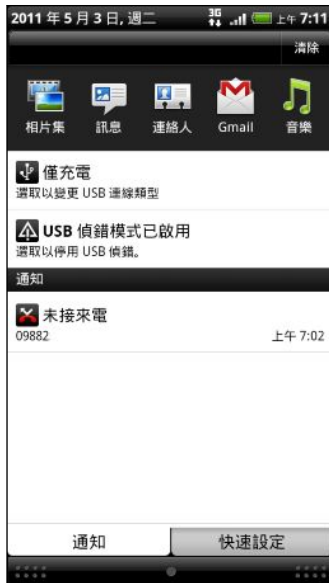 2011 年 5 月 3 日, 週二 3G 上午 7:11
清除
相片集 訊息 連絡人 Gmail 音樂
僅充電
選取以變更 USB 連線類型
USB 偵錯模式已啟用
選取以停用 USB 偵錯。
通知
未接來電
09882 上午 7:02
通知 快速設定